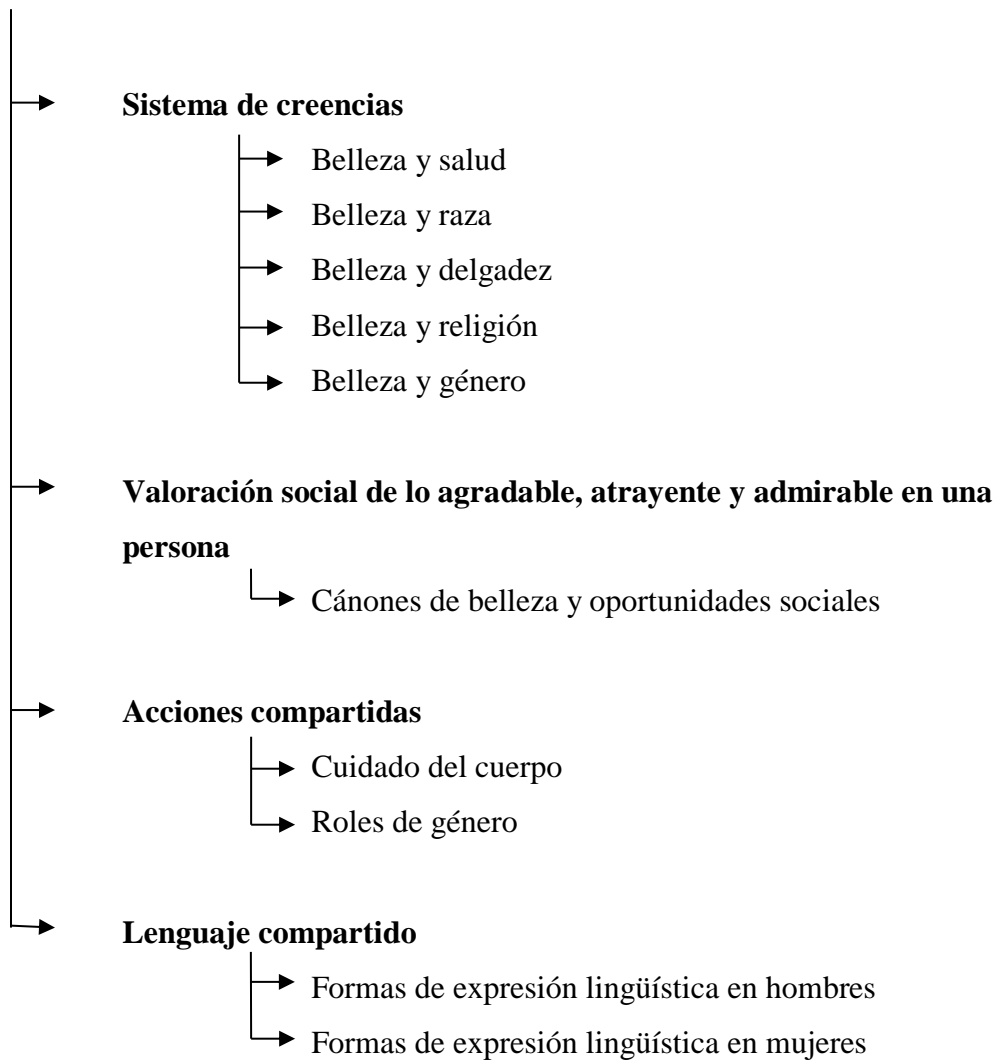 Sistema de creencias
Belleza y salud
Belleza y raza
Belleza y delgadez
Belleza y religión
Belleza y género
Valoración social de lo agradable, atrayente y admirable en una
persona
Cánones de belleza y oportunidades sociales
Acciones compartidas
Cuidado del cuerpo
Roles de género
Lenguaje compartido
Formas de expresión lingüística en hombres
Formas de expresión lingüística en mujeres